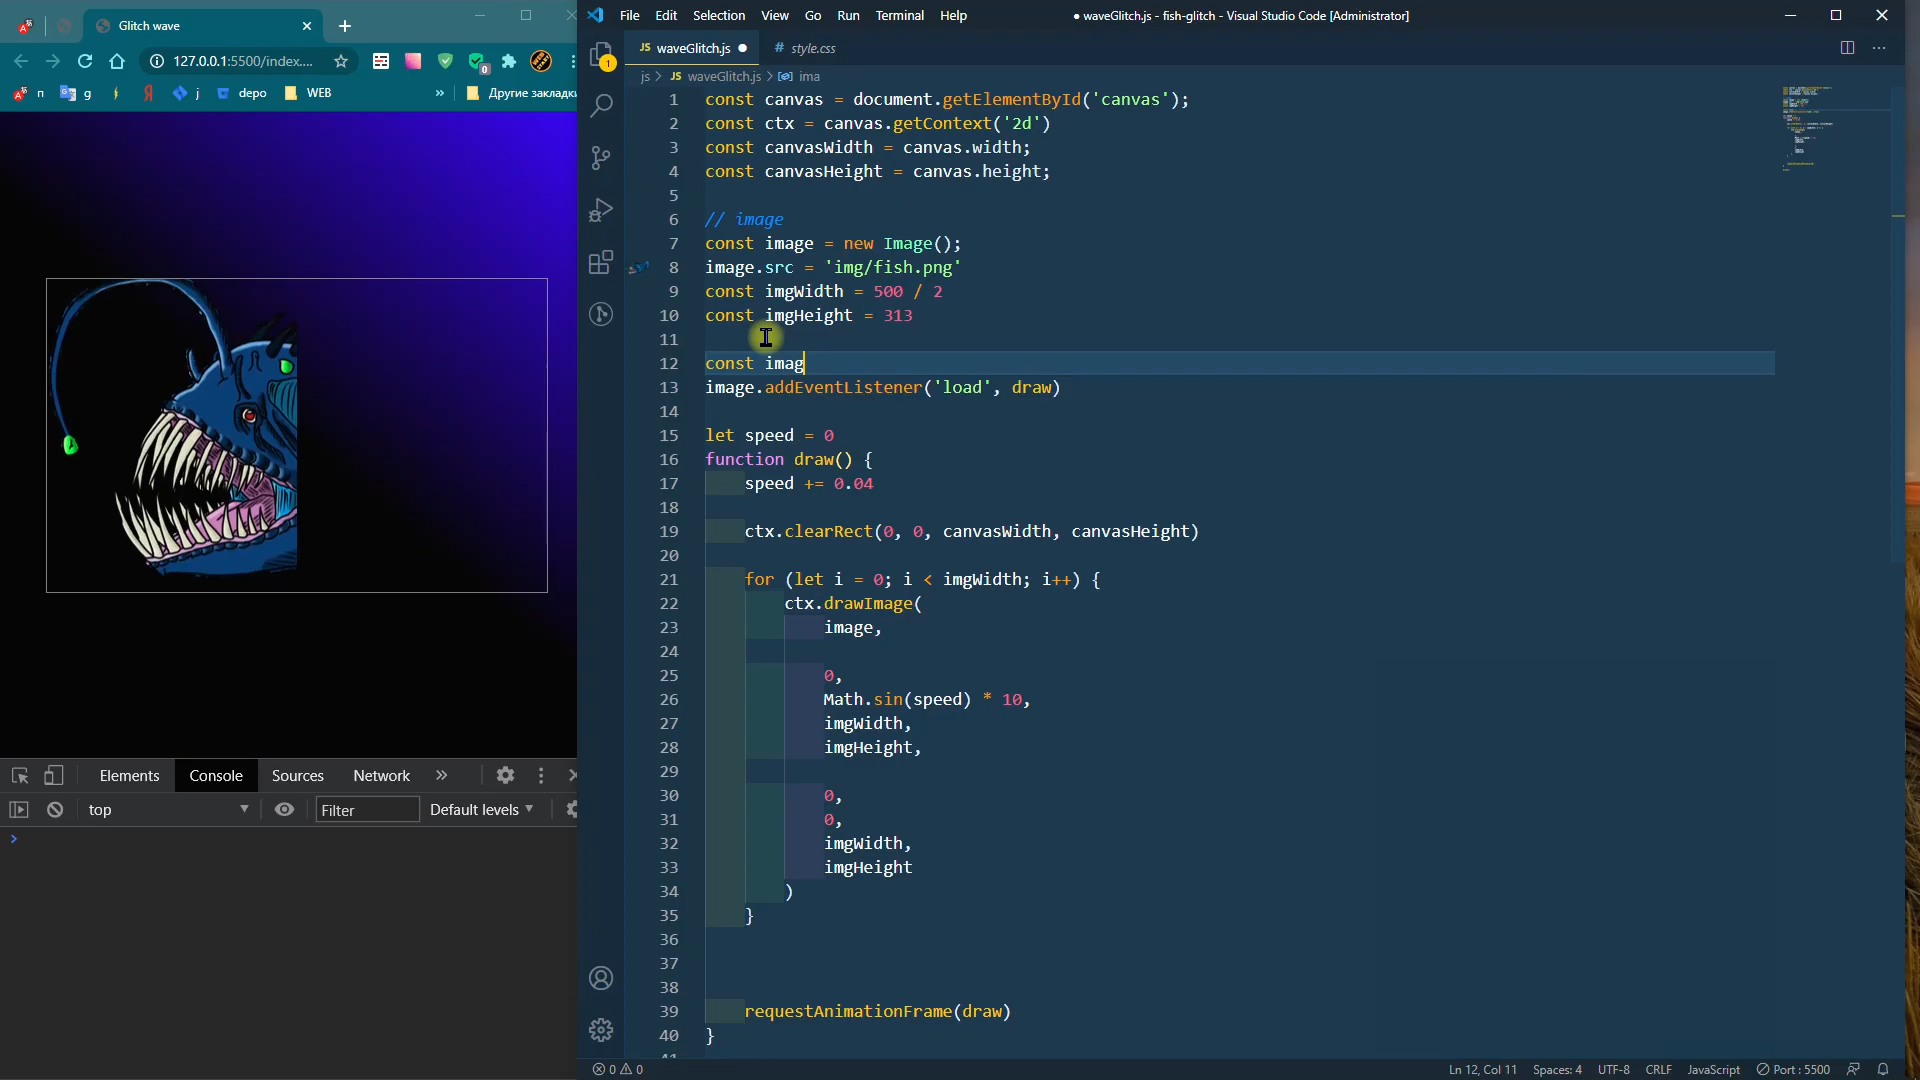 Glitch wave
127.0.0.1:5500/index....
0
п
g
Я
j
depo
WEB
»
Другие закладки
File Edit Selection View Go Run Terminal Help
● waveGlitch.js - fish-glitch - Visual Studio Code [Administrator]
JS waveGlitch.js ●
# style.css
js > JS waveGlitch.js > ima
1
1 const canvas = document.getElementById('canvas');
2 const ctx = canvas.getContext('2d')
3 const canvasWidth = canvas.width;
4 const canvasHeight = canvas.height;
5
6 // image
7 const image = new Image();
8 image.src = 'img/fish.png'
9 const imgWidth = 500 / 2
10 const imgHeight = 313
11
12 const imag
13 image.addEventListener('load', draw)
14
15 let speed = 0
16 function draw() {
17 speed += 0.04
18
19 ctx.clearRect(0, 0, canvasWidth, canvasHeight)
20
21 for (let i = 0; i < imgWidth; i++) {
22 ctx.drawImage(
23 image,
24
25 0,
26 Math.sin(speed) * 10,
27 imgWidth,
28 imgHeight,
29
30 0,
31 0,
32 imgWidth,
33 imgHeight
34 )
35 }
36
37
38
39 requestAnimationFrame(draw)
40 }
Elements Console Sources Network »
top
Filter
Default levels
>
0 0
Ln 12, Col 11 Spaces: 4 UTF-8 CRLF JavaScript Port : 5500